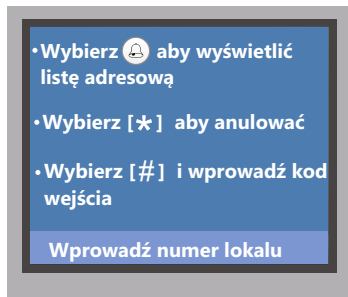 •Wybierz 🔔 aby wyświetlić
listę adresową
•Wybierz [*] aby anulować
•Wybierz [#] i wprowadź kod
wejścia
Wprowadź numer lokalu